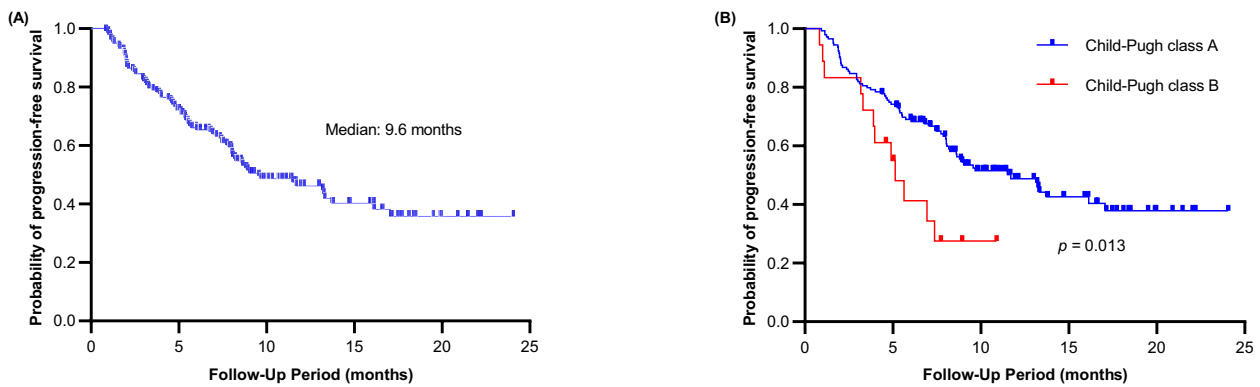 (A)
Probability of progression-free survival
1.0
0.8
0.6
0.4
0.2
0.0
Median: 9.6 months
0 5 10 15 20 25
Follow-Up Period (months)
(B)
Probability of progression-free survival
1.0
0.8
0.6
0.4
0.2
0.0
Child-Pugh class A
Child-Pugh class B
p = 0.013
0 5 10 15 20 25
Follow-Up Period (months)